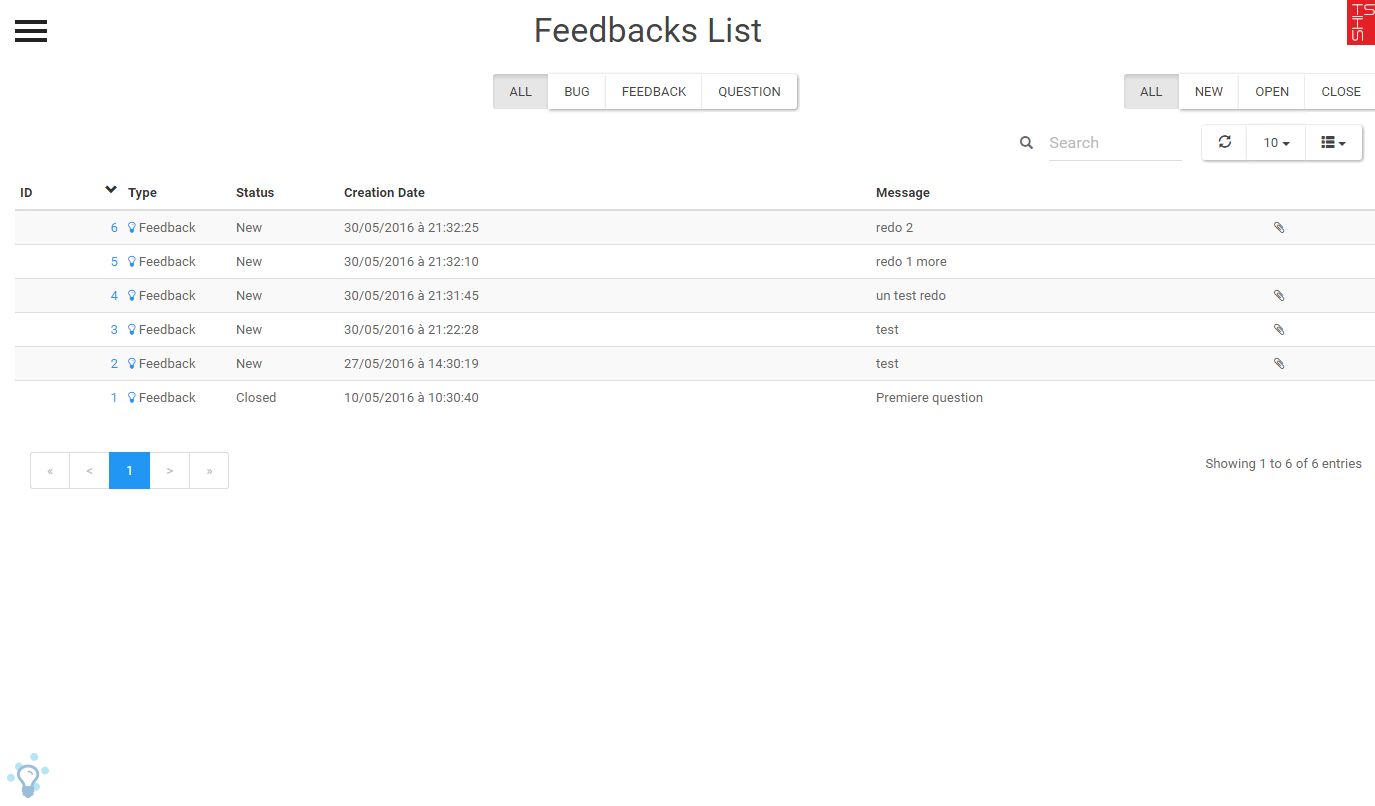 Feedbacks List
ALL BUG FEEDBACK QUESTION
ALL NEW OPEN CLOSE
Search 10
ID Type Status Creation Date Message
6 Feedback New 30/05/2016 à 21:32:25 redo 2
5 Feedback New 30/05/2016 à 21:32:10 redo 1 more
4 Feedback New 30/05/2016 à 21:31:45 un test redo
3 Feedback New 30/05/2016 à 21:22:28 test
2 Feedback New 27/05/2016 à 14:30:19 test
1 Feedback Closed 10/05/2016 à 10:30:40 Premiere question
« < 1 > »
Showing 1 to 6 of 6 entries